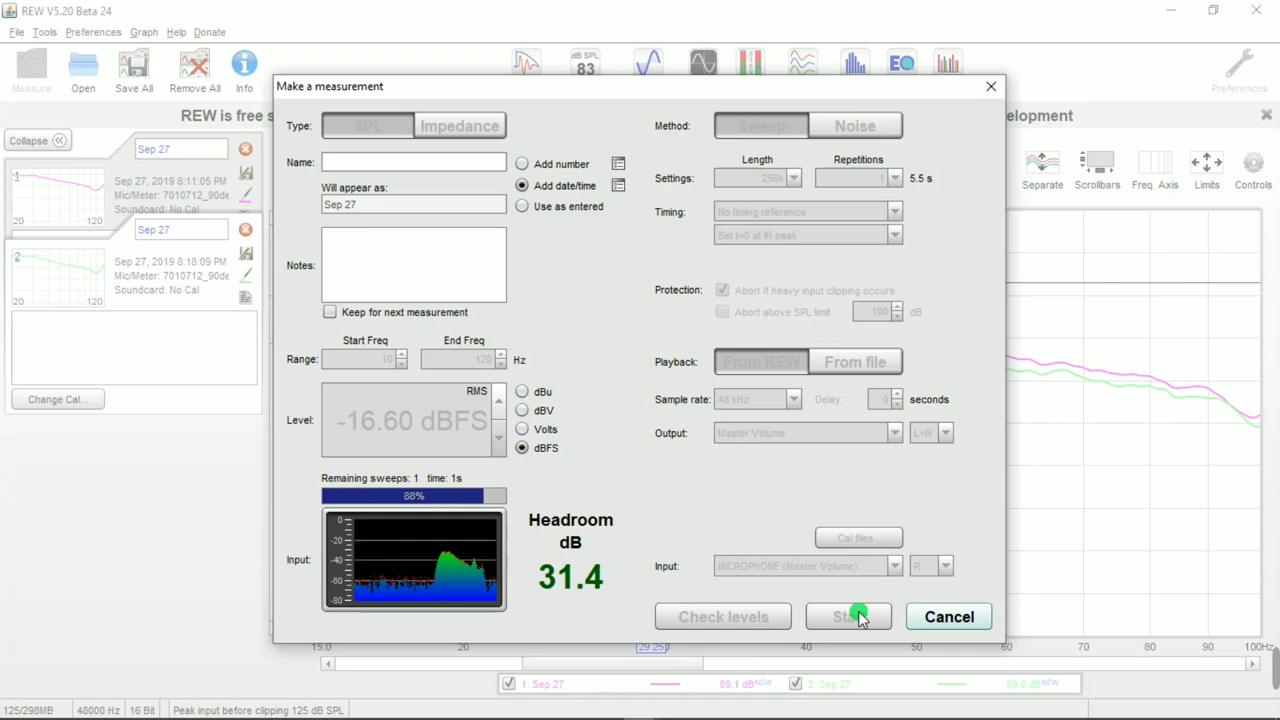 REW V5.20 Beta 24
File Tools Preferences Graph Help Donate
dB SPL
83
EQ
Measure Open Save All Remove All Info Preferences
Make a measurement
REW is free s
elopment
Collapse
Sep 27
1
Sep 27, 2019 8:11:05 PM
Mic/Meter: 7010712_90de
Soundcard: No Cal
20 120
Sep 27
2
Sep 27, 2019 8:18:09 PM
Mic/Meter: 7010712_90de
Soundcard: No Cal
20 120
Change Cal...
Type: SPL Impedance
Name:
Add number
Will appear as:
Add date/time
Sep 27
Use as entered
Notes:
Keep for next measurement
Start Freq End Freq
Range: 10 120 Hz
Level: RMS
-16.60 dBFS
dBu
dBV
Volts
dBFS
Remaining sweeps: 1 time: 1s
88%
Input:
0
-20
-40
-60
-80
Headroom
dB
31.4
Method: Sweep Noise
Length Repetitions
Settings: 256k 1 5.5 s
Timing: No timing reference
Set t=0 at IR peak
Protection: Abort if heavy input clipping occurs
Abort above SPL limit 100 dB
Playback: From REW From file
Sample rate: 48 kHz Delay: 0 seconds
Output: Master Volume L+R
Cal files...
Input: MICROPHONE (Master Volume) R
Check levels Cancel
Separate Scrollbars Freq. Axis Limits Controls
15.0 20 29.25 40 50 60 70 80 90 100Hz
1: Sep 27 89.1 dB NEW 2: Sep 27 89.0 dB NEW
125/298MB 48000 Hz 16 Bit Peak input before clipping 125 dB SPL